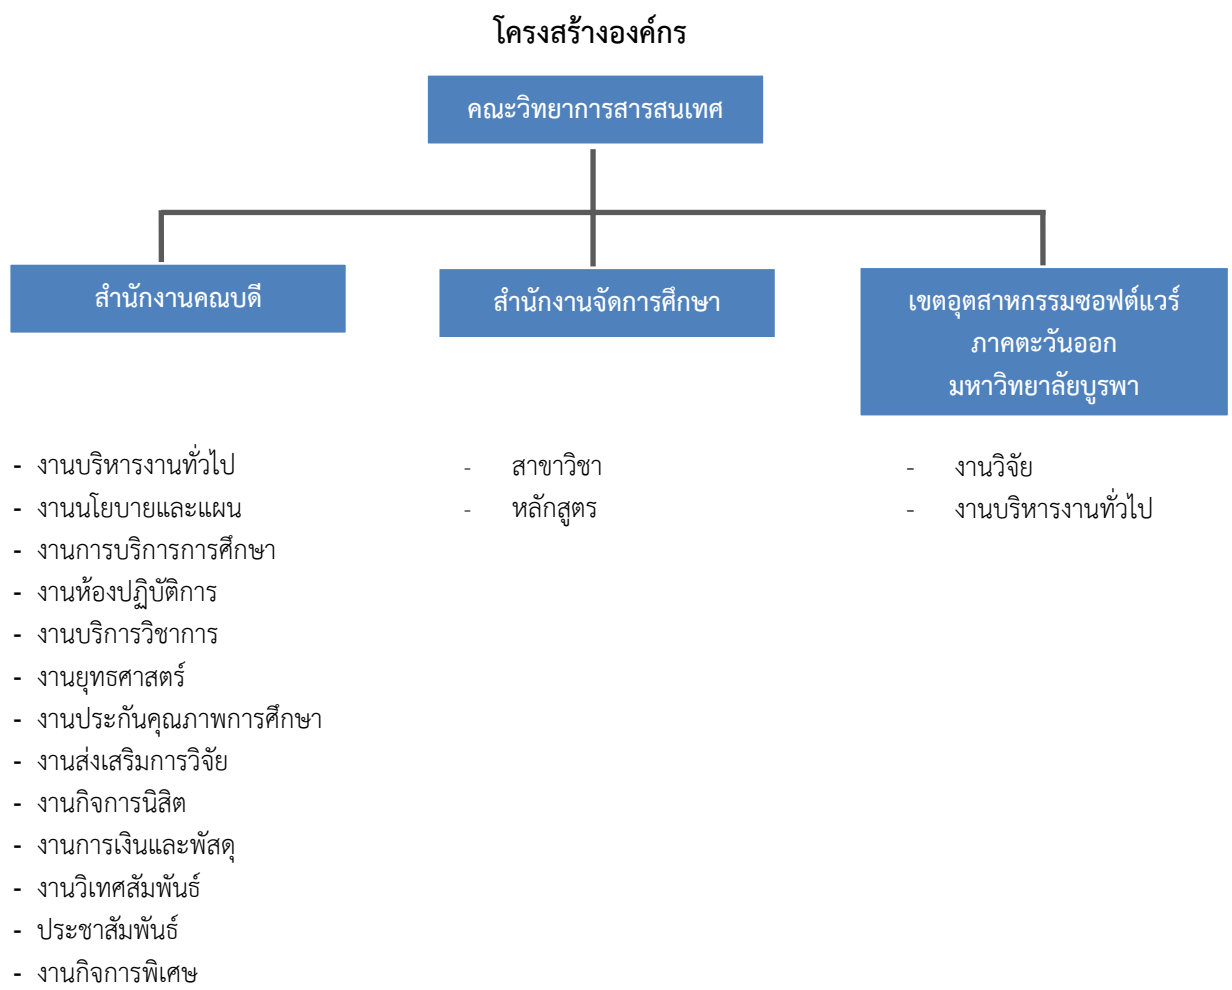 โครงสร้างองค์กร
คณะวิทยาการสารสนเทศ
สำนักงานคณบดี
สำนักงานจัดการศึกษา
เขตอุตสาหกรรมซอฟต์แวร์
ภาคตะวันออก
มหาวิทยาลัยบูรพา
- งานบริหารงานทั่วไป
- งานนโยบายและแผน
- งานการบริการการศึกษา
- งานห้องปฏิบัติการ
- งานบริการวิชาการ
- งานยุทธศาสตร์
- งานประกันคุณภาพการศึกษา
- งานส่งเสริมการวิจัย
- งานกิจการนิสิต
- งานการเงินและพัสดุ
- งานวิเทศสัมพันธ์
- ประชาสัมพันธ์
- งานกิจการพิเศษ
- สาขาวิชา
- หลักสูตร
- งานวิจัย
- งานบริหารงานทั่วไป